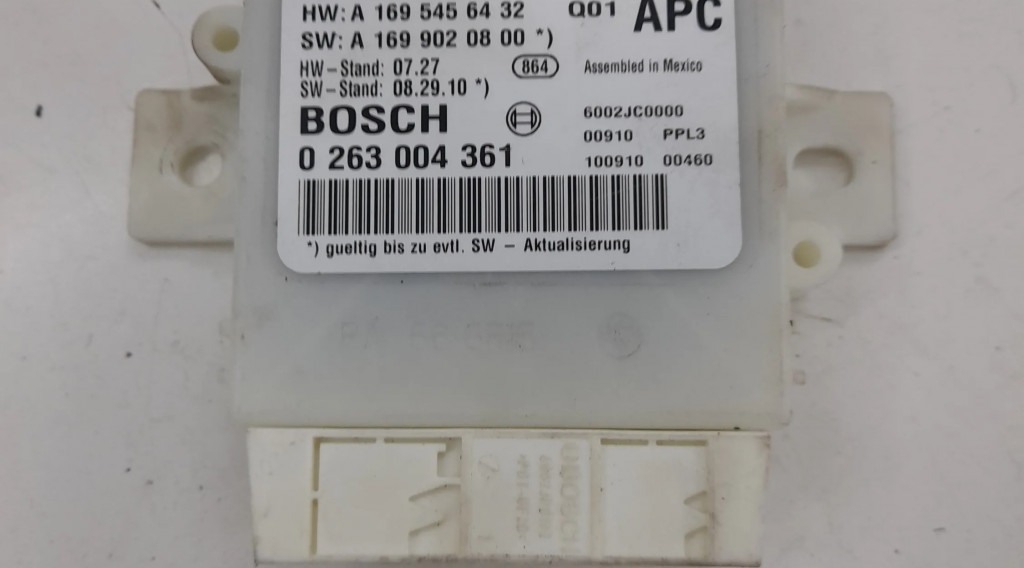 HW: A 169 545 64 32 Q01 APC
SW: A 169 902 08 00 *)
HW-Stand: 07.27 864 Assembled in Mexico
SW-Stand: 08.29.10 *)
BOSCH 6002JC0000
00910 PPL3
0 263 004 361 100910 00460
*) gueltig bis zu evtl. SW - Aktualisierung
BOSCH